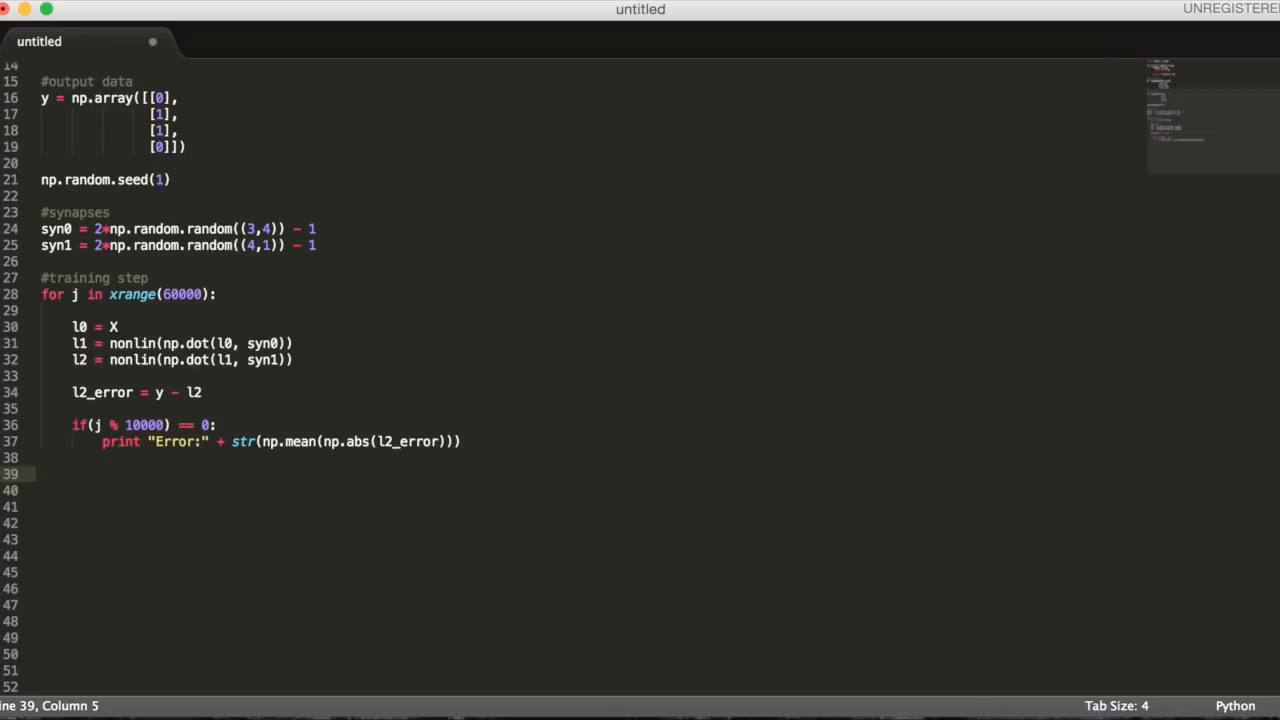 untitled
UNREGISTERE
untitled
14
15 #output data
16 y = np.array([[0],
17 [1],
18 [1],
19 [0]])
20
21 np.random.seed(1)
22
23 #synapses
24 syn0 = 2*np.random.random((3,4)) - 1
25 syn1 = 2*np.random.random((4,1)) - 1
26
27 #training step
28 for j in xrange(60000):
29
30 l0 = X
31 l1 = nonlin(np.dot(l0, syn0))
32 l2 = nonlin(np.dot(l1, syn1))
33
34 l2_error = y - l2
35
36 if(j % 10000) == 0:
37 print "Error:" + str(np.mean(np.abs(l2_error)))
38
39
40
41
42
43
44
45
46
47
48
49
50
51
52
ine 39, Column 5
Tab Size: 4
Python